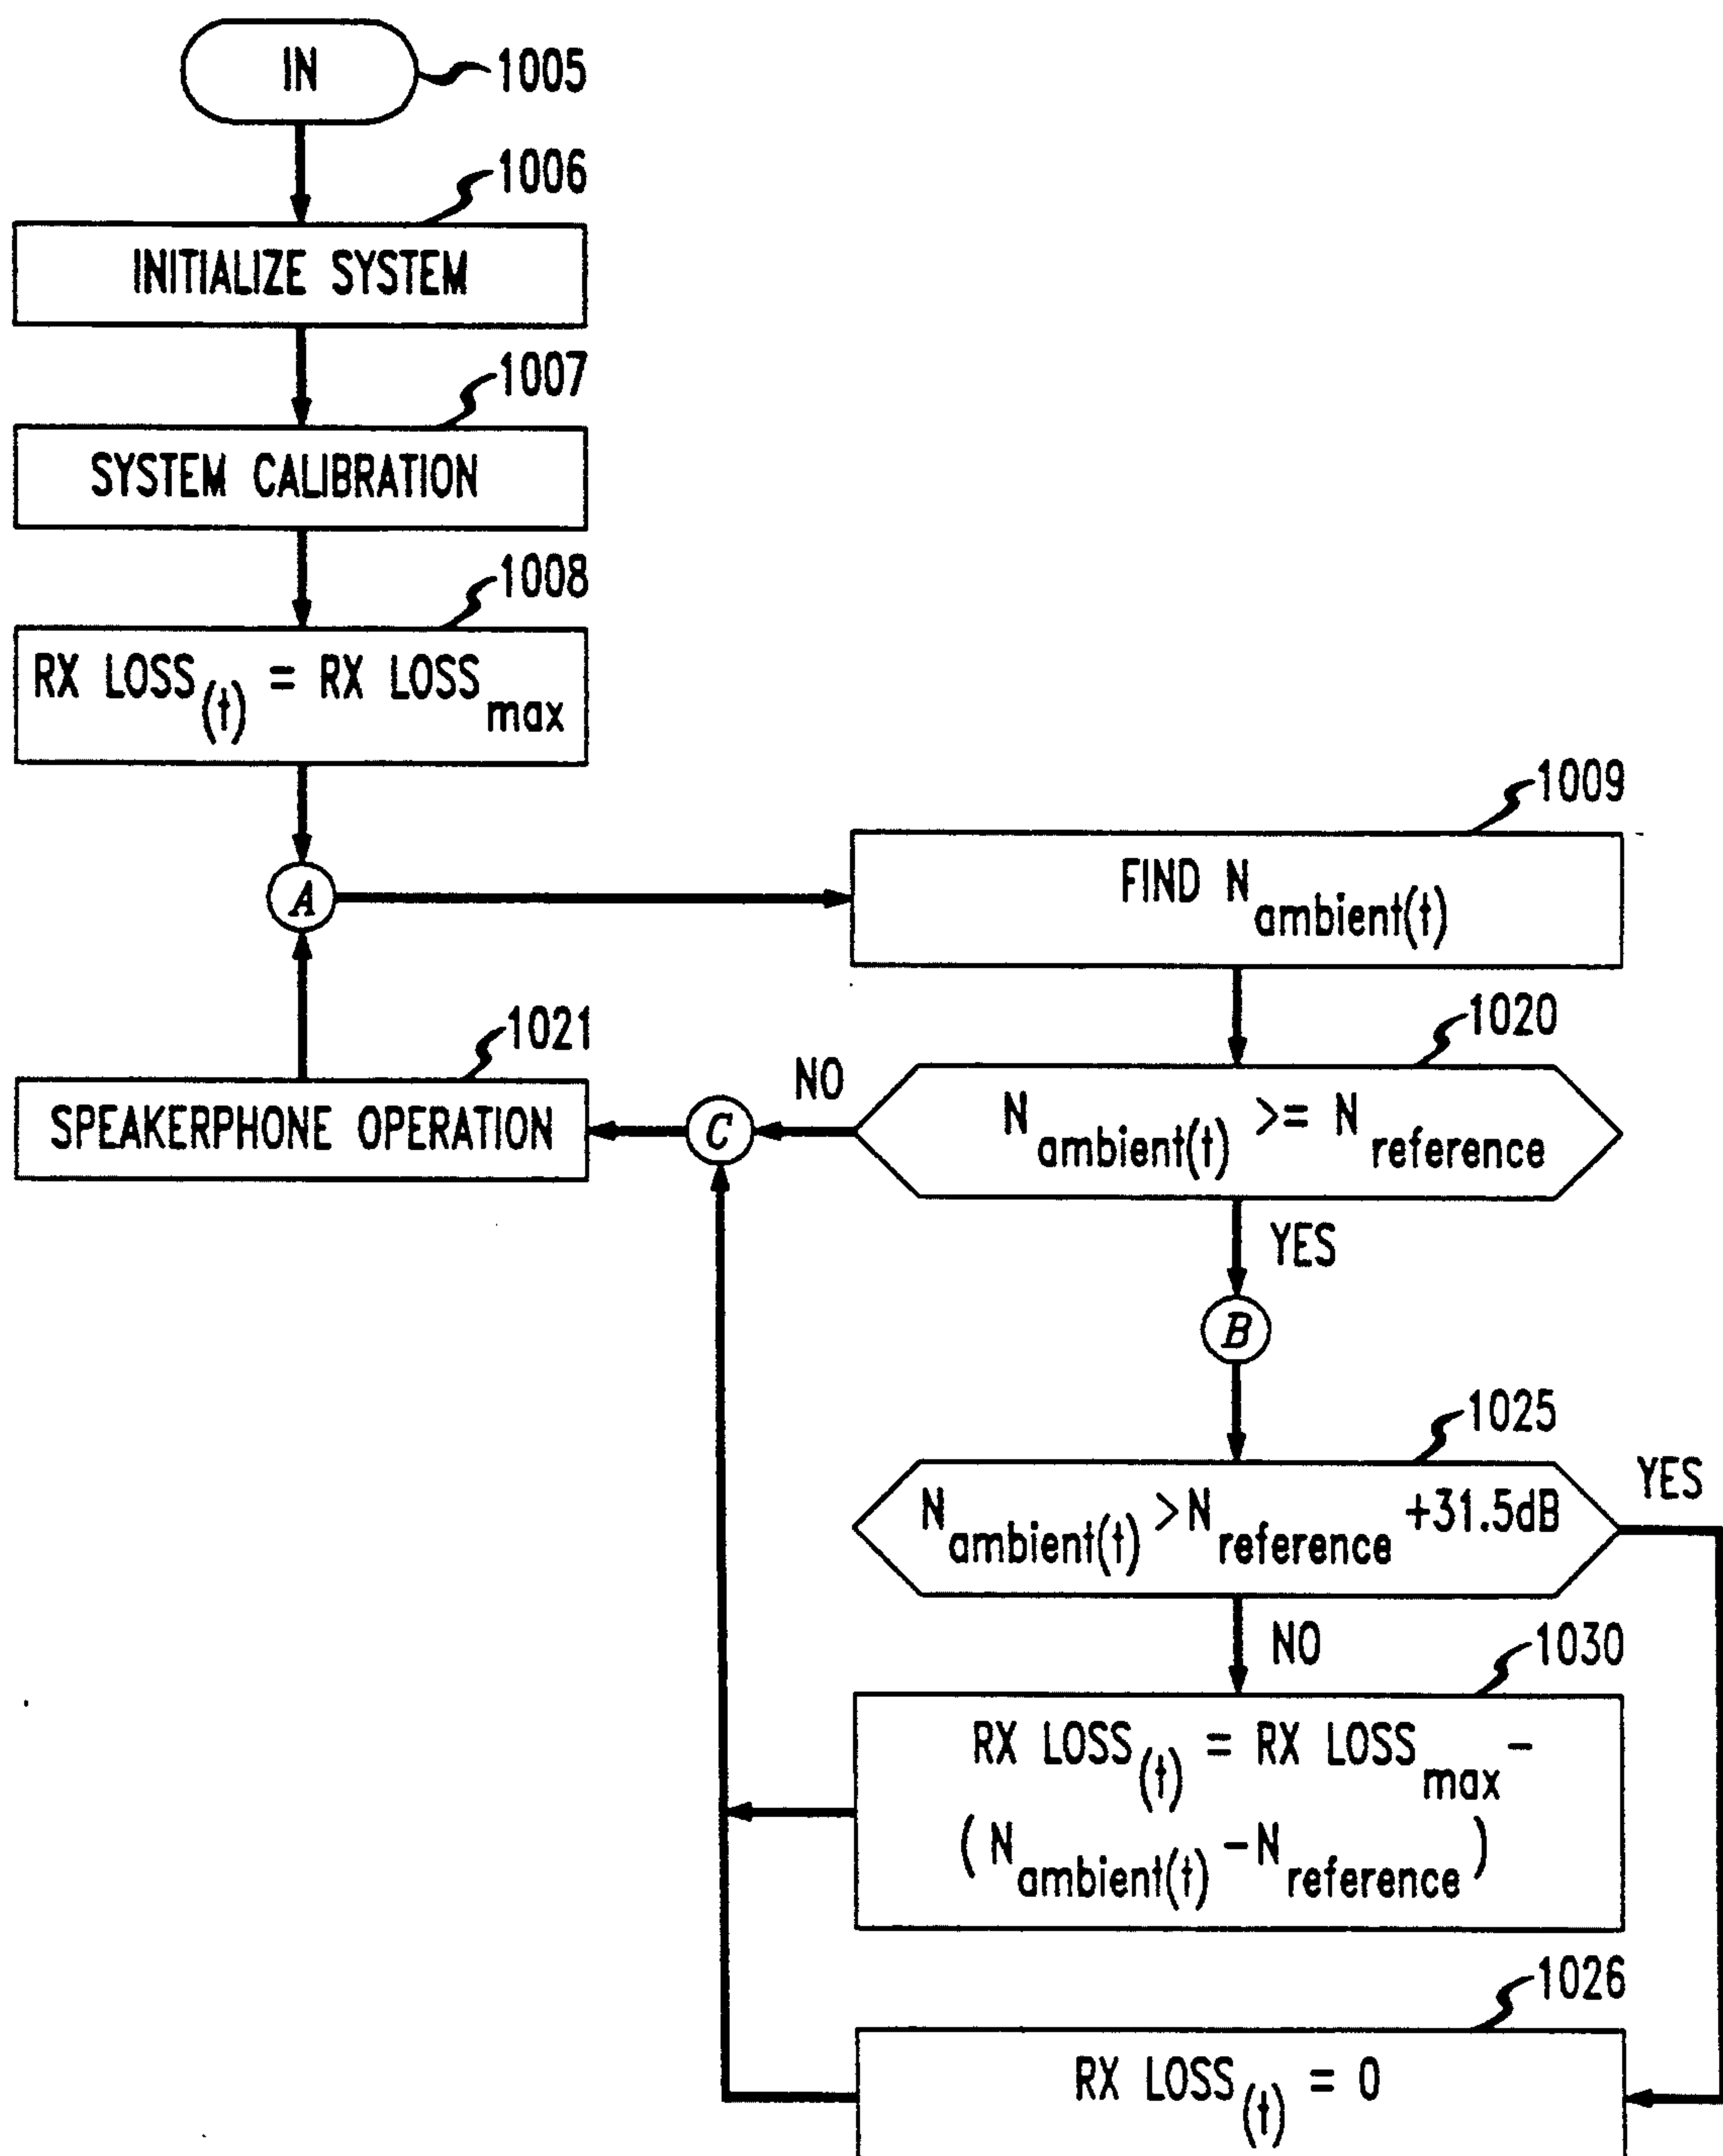 IN
1005
1006
INITIALIZE SYSTEM
1007
SYSTEM CALIBRATION
1008
RX LOSS(t) = RX LOSSmax
A
1009
FIND Nambient(t)
1020
Nambient(t) >= Nreference
NO
C
1021
SPEAKERPHONE OPERATION
YES
B
1025
Nambient(t) >Nreference +31.5dB
YES
NO
1030
RX LOSS(t) = RX LOSSmax -
(Nambient(t) -Nreference)
1026
RX LOSS(t) = 0